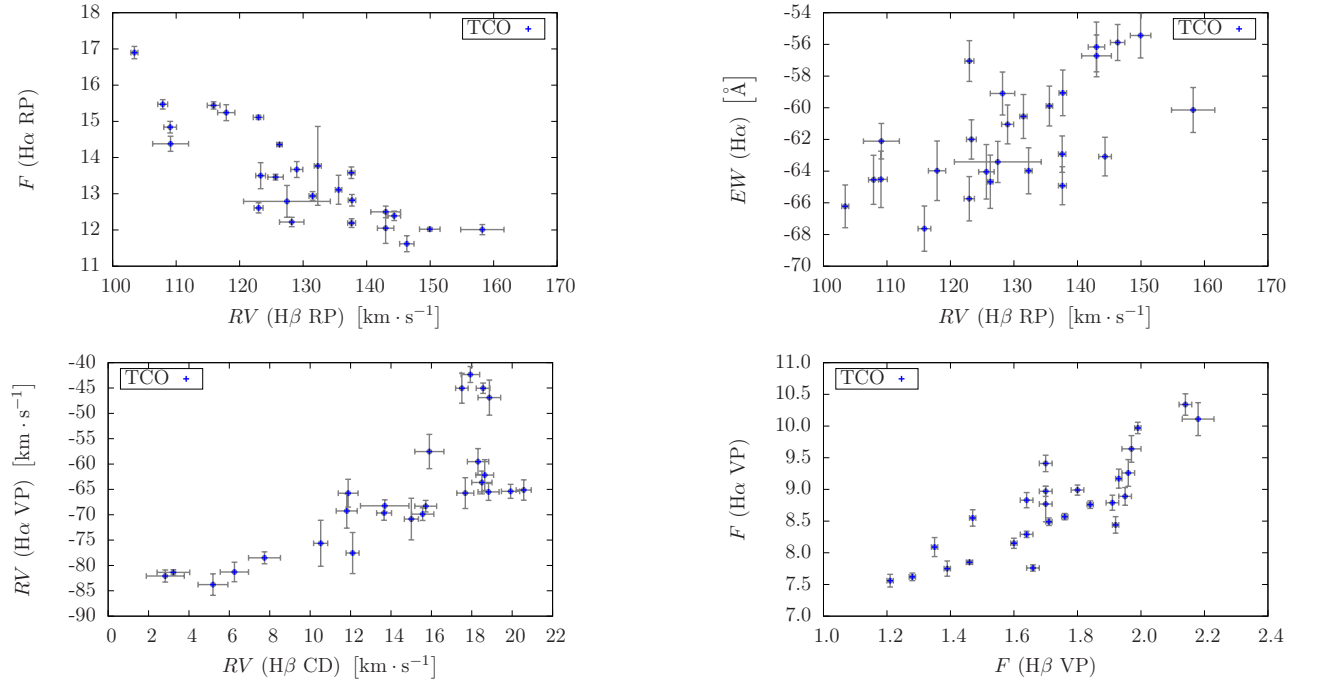 TCO
18
17
16
15
14
13
12
11
F (Hα RP)
100 110 120 130 140 150 160 170
RV (Hβ RP) [km · s⁻¹]
TCO
-54
-56
-58
-60
-62
-64
-66
-68
-70
EW (Hα) [Å]
100 110 120 130 140 150 160 170
RV (Hβ RP) [km · s⁻¹]
TCO
-40
-45
-50
-55
-60
-65
-70
-75
-80
-85
-90
RV (Hα VP) [km · s⁻¹]
0 2 4 6 8 10 12 14 16 18 20 22
RV (Hβ CD) [km · s⁻¹]
TCO
11.0
10.5
10.0
9.5
9.0
8.5
8.0
7.5
7.0
F (Hα VP)
1.0 1.2 1.4 1.6 1.8 2.0 2.2 2.4
F (Hβ VP)